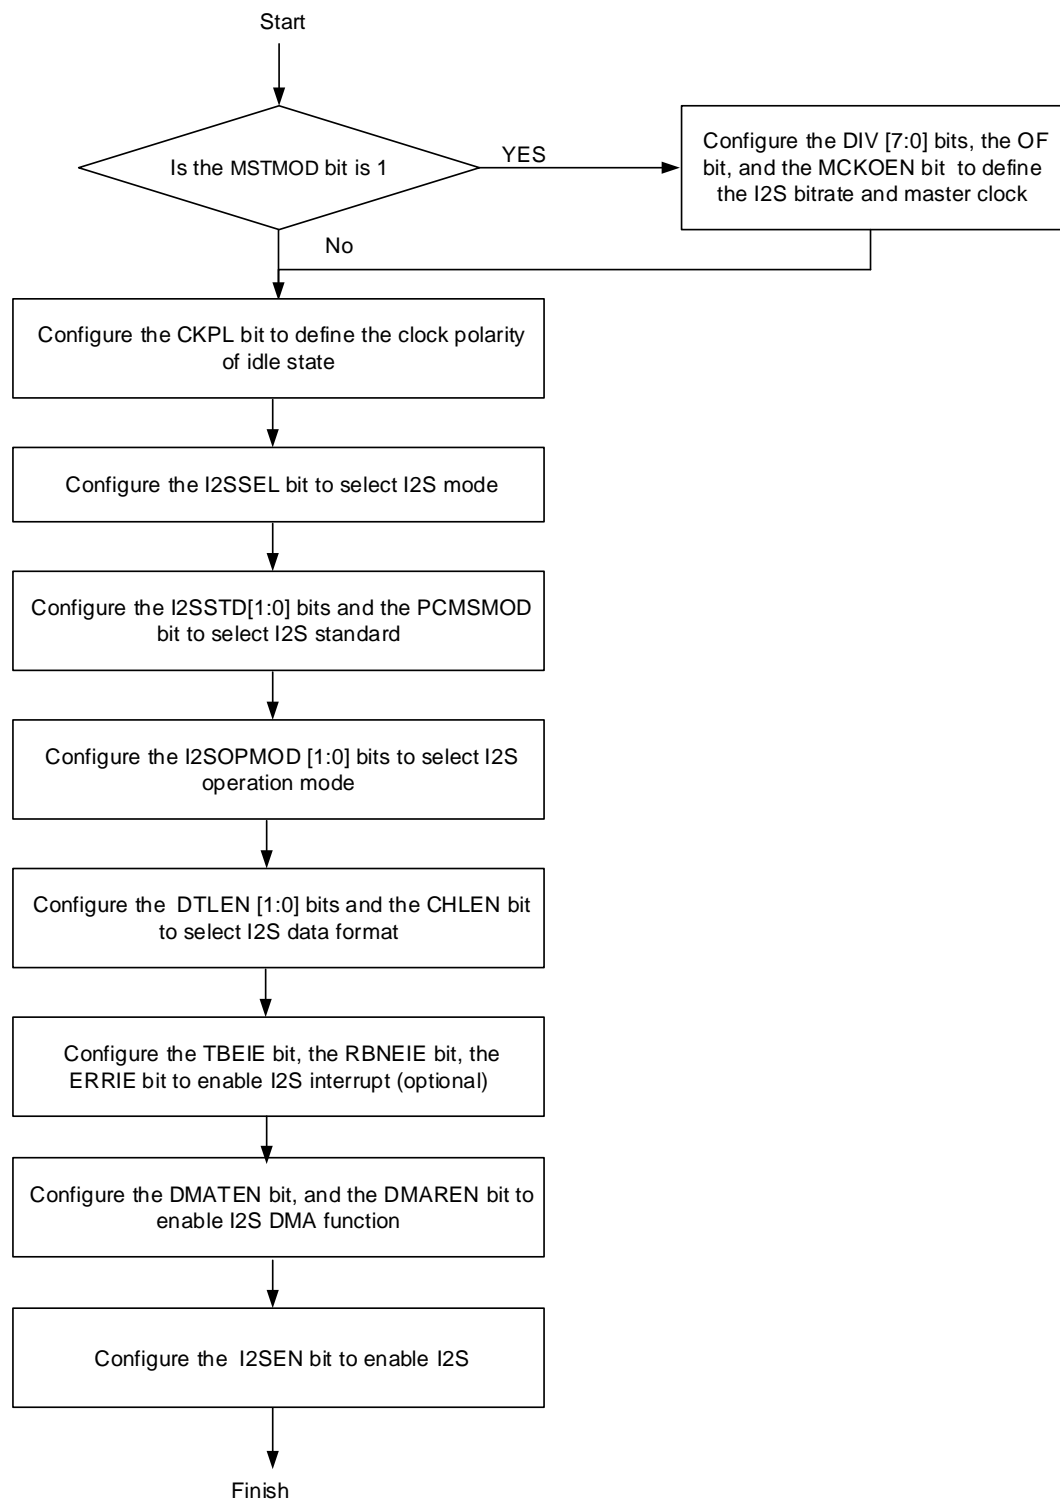 Start
Is the MSTMOD bit is 1
YES
Configure the DIV [7:0] bits, the OF
bit, and the MCKOEN bit to define
the I2S bitrate and master clock
No
Configure the CKPL bit to define the clock polarity
of idle state
Configure the I2SSEL bit to select I2S mode
Configure the I2SSTD[1:0] bits and the PCMSMOD
bit to select I2S standard
Configure the I2SOPMOD [1:0] bits to select I2S
operation mode
Configure the DTLEN [1:0] bits and the CHLEN bit
to select I2S data format
Configure the TBEIE bit, the RBNEIE bit, the
ERRIE bit to enable I2S interrupt (optional)
Configure the DMATEN bit, and the DMAREN bit to
enable I2S DMA function
Configure the I2SEN bit to enable I2S
Finish